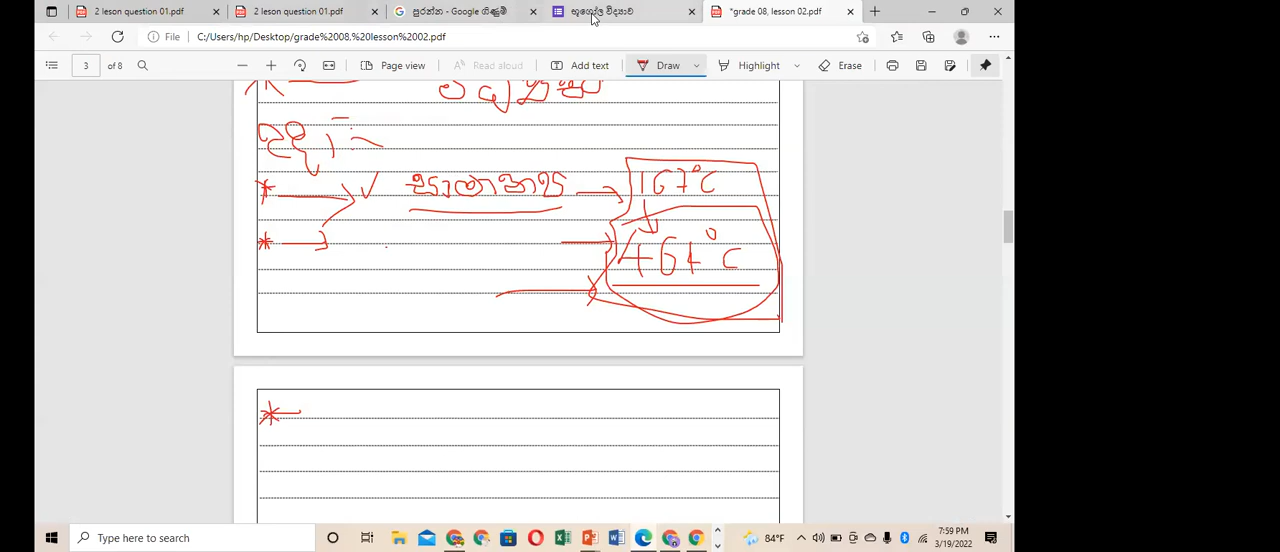 2 leson question 01.pdf
2 leson question 01.pdf
පුරන්න - Google ගිණුම්
භූගෝල විද්‍යාව
*grade 08, lesson 02.pdf
File
C:/Users/hp/Desktop/grade%2008,%20lesson%2002.pdf
3
of 8
Page view
Read aloud
Add text
Draw
Highlight
Erase
167°C
464°C
Type here to search
84°F
7:59 PM
3/19/2022